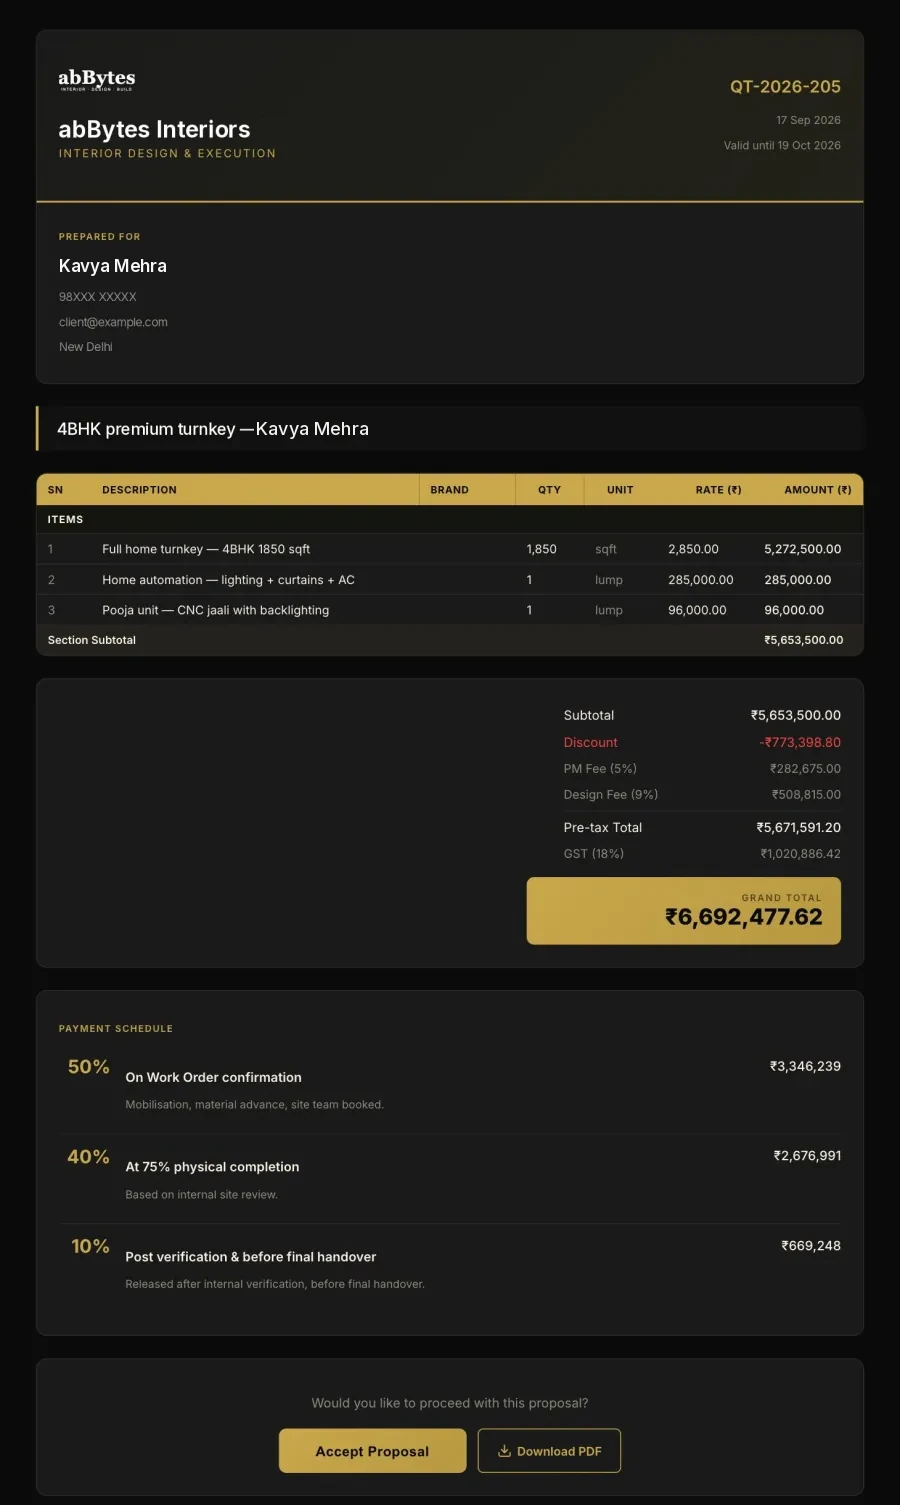 abBytes
INTERIOR · DESIGN · BUILD
abBytes Interiors
INTERIOR DESIGN & EXECUTION
QT-2026-205
17 Sep 2026
Valid until 19 Oct 2026
PREPARED FOR
Kavya Mehra
98XXX XXXXX
client@example.com
New Delhi
4BHK premium turnkey —Kavya Mehra
SN DESCRIPTION BRAND QTY UNIT RATE (₹) AMOUNT (₹)
ITEMS
1 Full home turnkey — 4BHK 1850 sqft 1,850 sqft 2,850.00 5,272,500.00
2 Home automation — lighting + curtains + AC 1 lump 285,000.00 285,000.00
3 Pooja unit — CNC jaali with backlighting 1 lump 96,000.00 96,000.00
Section Subtotal ₹5,653,500.00
Subtotal ₹5,653,500.00
Discount -₹773,398.80
PM Fee (5%) ₹282,675.00
Design Fee (9%) ₹508,815.00
Pre-tax Total ₹5,671,591.20
GST (18%) ₹1,020,886.42
GRAND TOTAL
₹6,692,477.62
PAYMENT SCHEDULE
50% On Work Order confirmation ₹3,346,239
Mobilisation, material advance, site team booked.
40% At 75% physical completion ₹2,676,991
Based on internal site review.
10% Post verification & before final handover ₹669,248
Released after internal verification, before final handover.
Would you like to proceed with this proposal?
Accept Proposal Download PDF